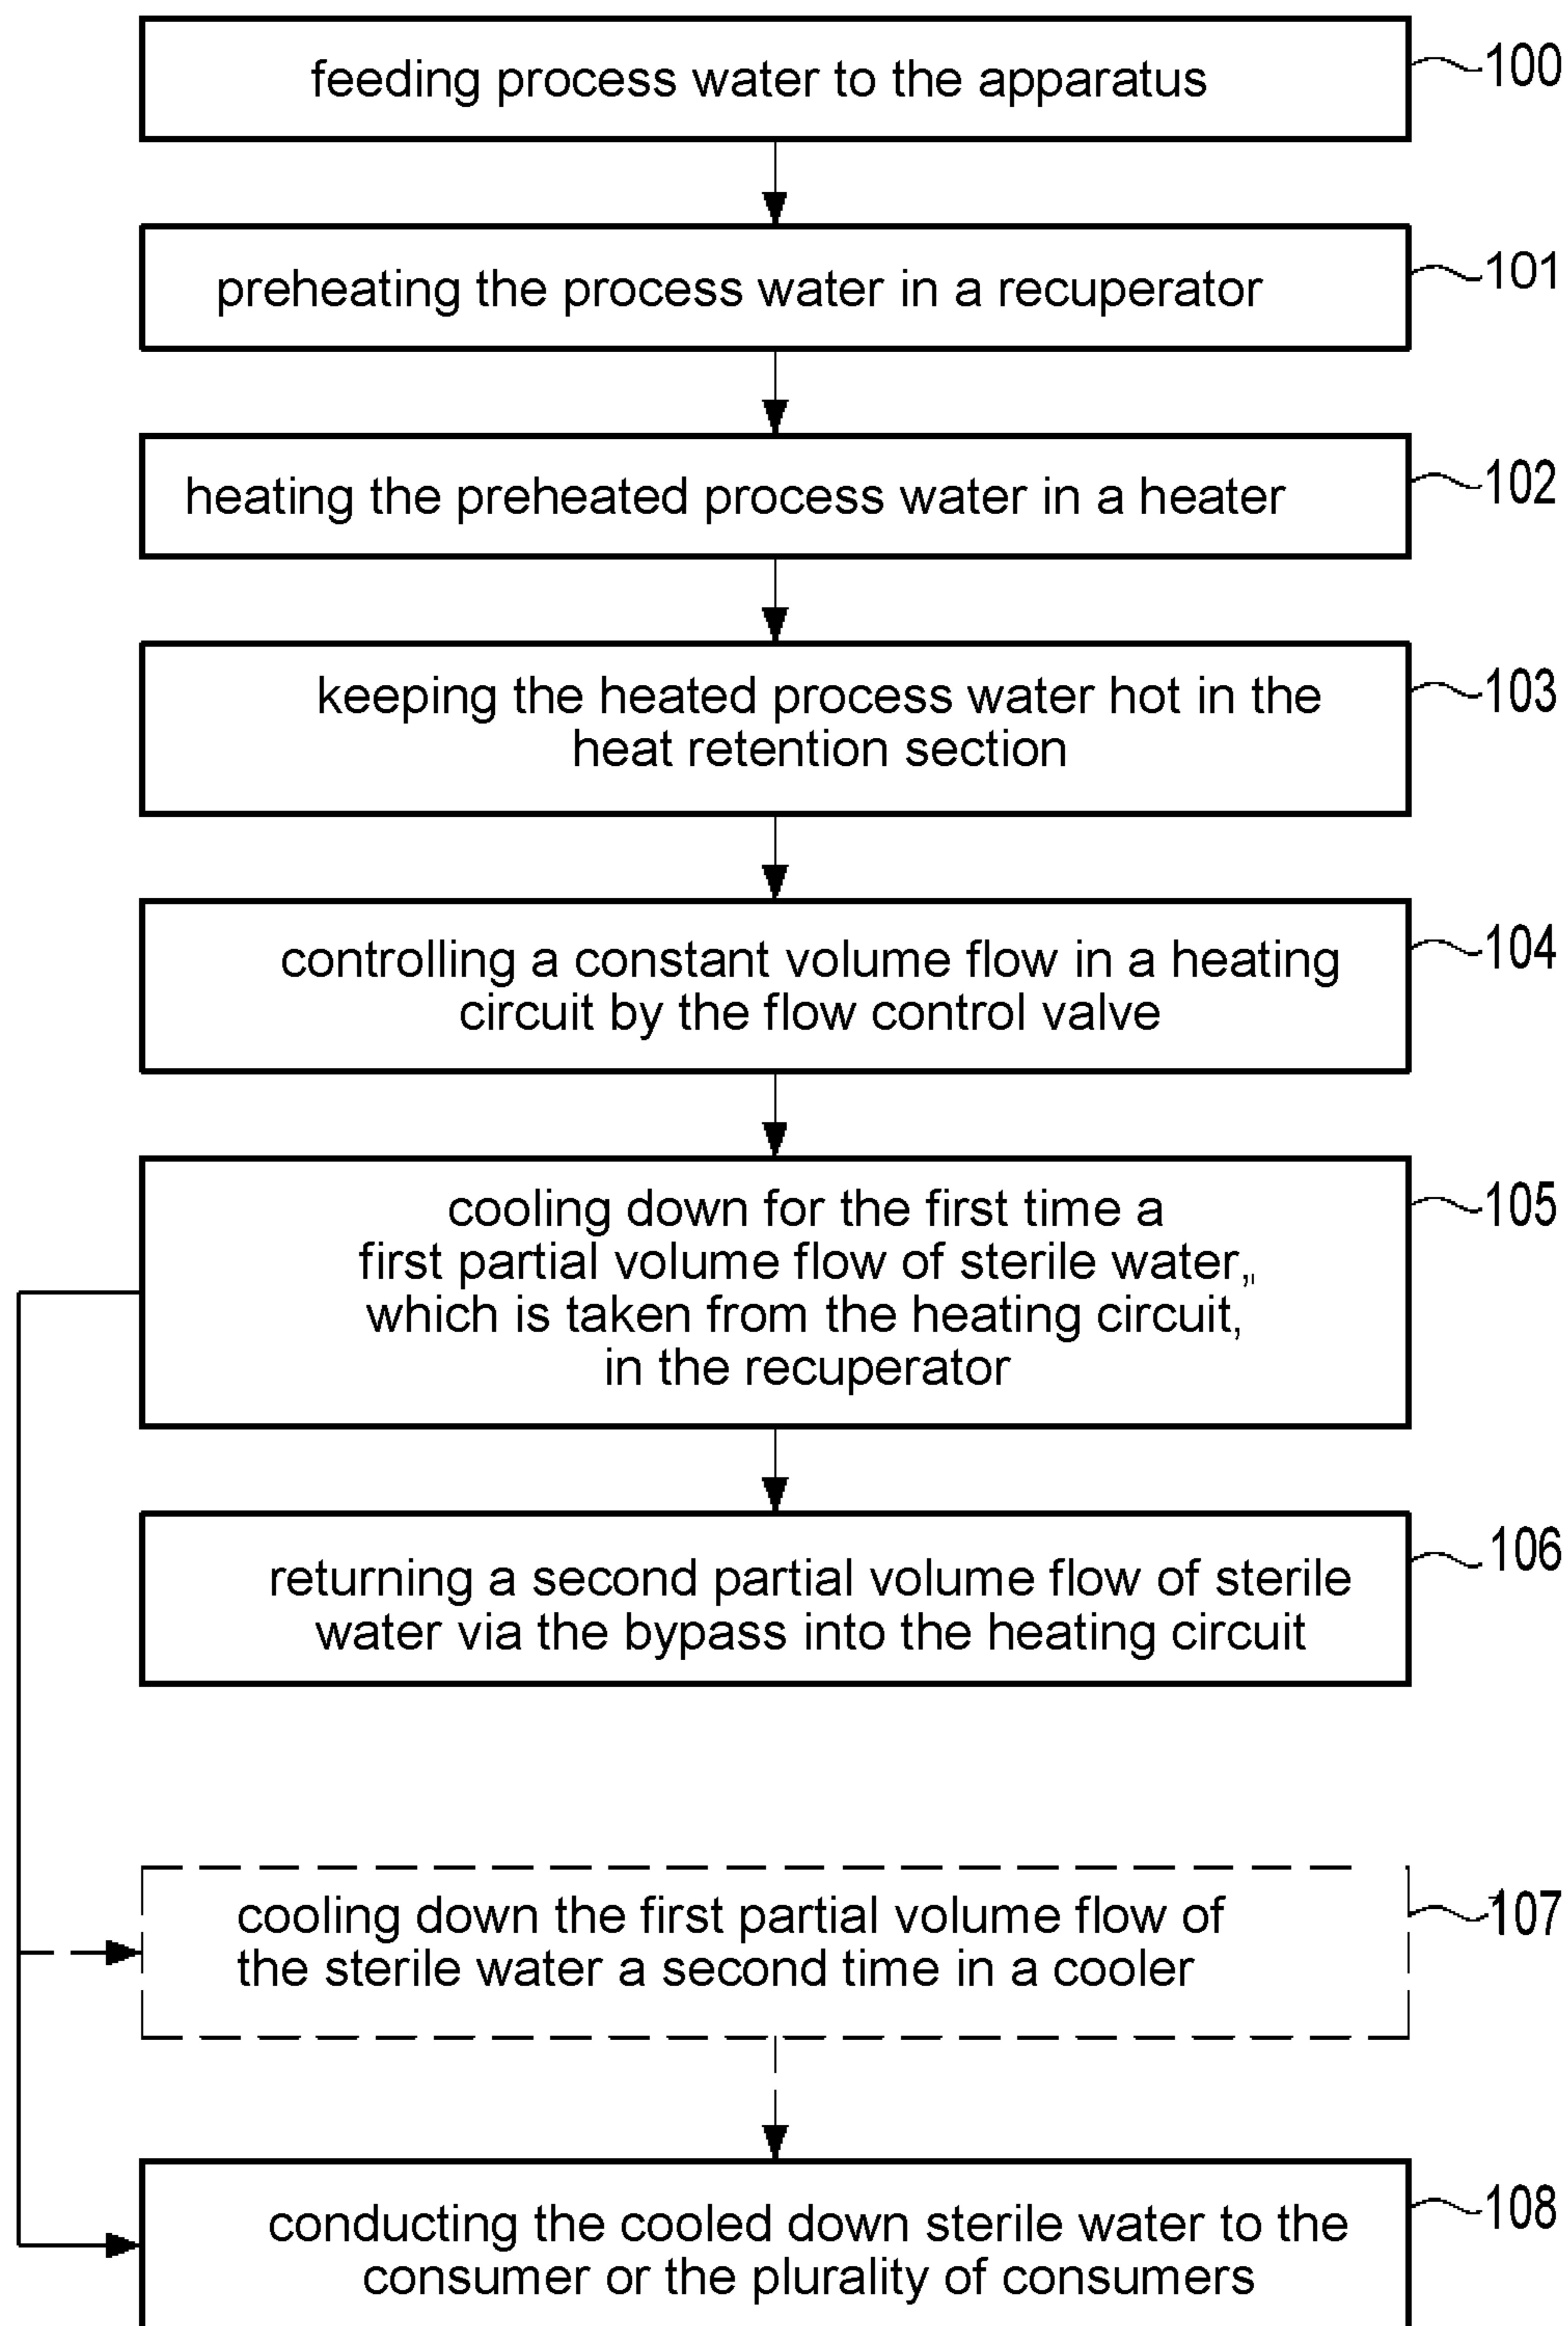 feeding process water to the apparatus
100
preheating the process water in a recuperator
101
heating the preheated process water in a heater
102
keeping the heated process water hot in the
heat retention section
103
controlling a constant volume flow in a heating
circuit by the flow control valve
104
cooling down for the first time a
first partial volume flow of sterile water,
which is taken from the heating circuit,
in the recuperator
105
returning a second partial volume flow of sterile
water via the bypass into the heating circuit
106
cooling down the first partial volume flow of
the sterile water a second time in a cooler
107
conducting the cooled down sterile water to the
consumer or the plurality of consumers
108